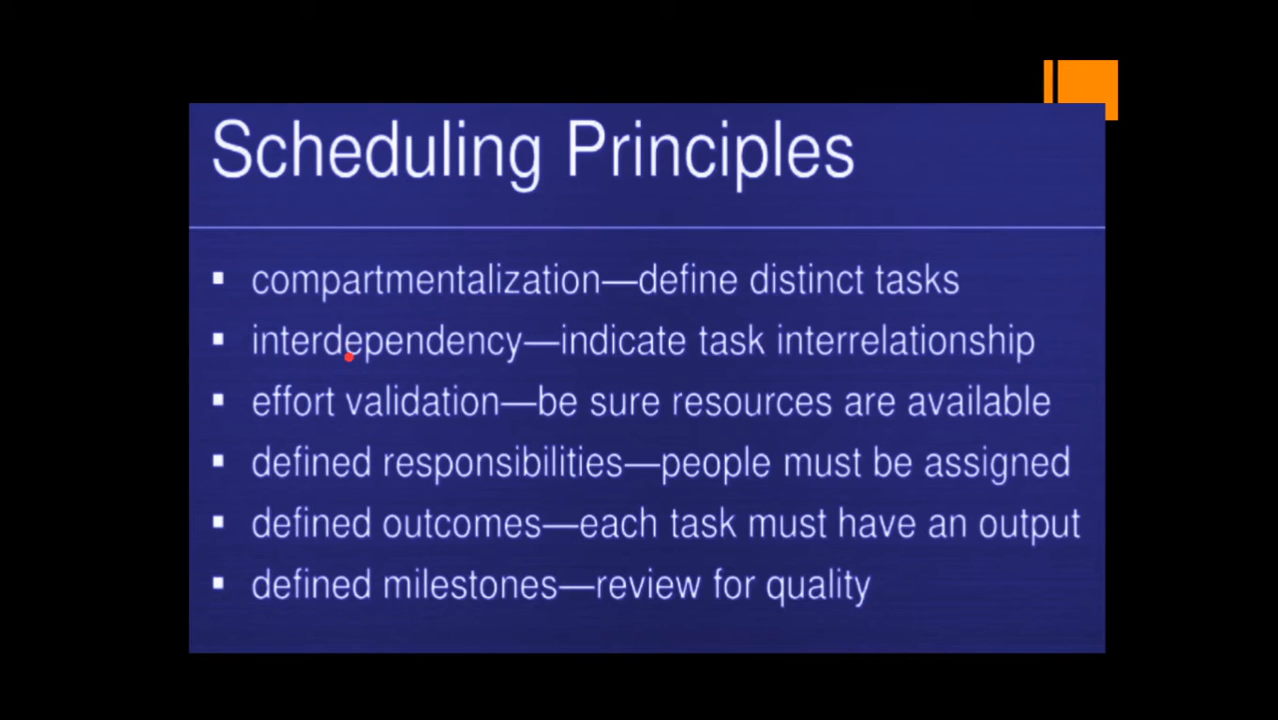 Scheduling Principles
▪ compartmentalization—define distinct tasks
▪ interdependency—indicate task interrelationship
▪ effort validation—be sure resources are available
▪ defined responsibilities—people must be assigned
▪ defined outcomes—each task must have an output
▪ defined milestones—review for quality